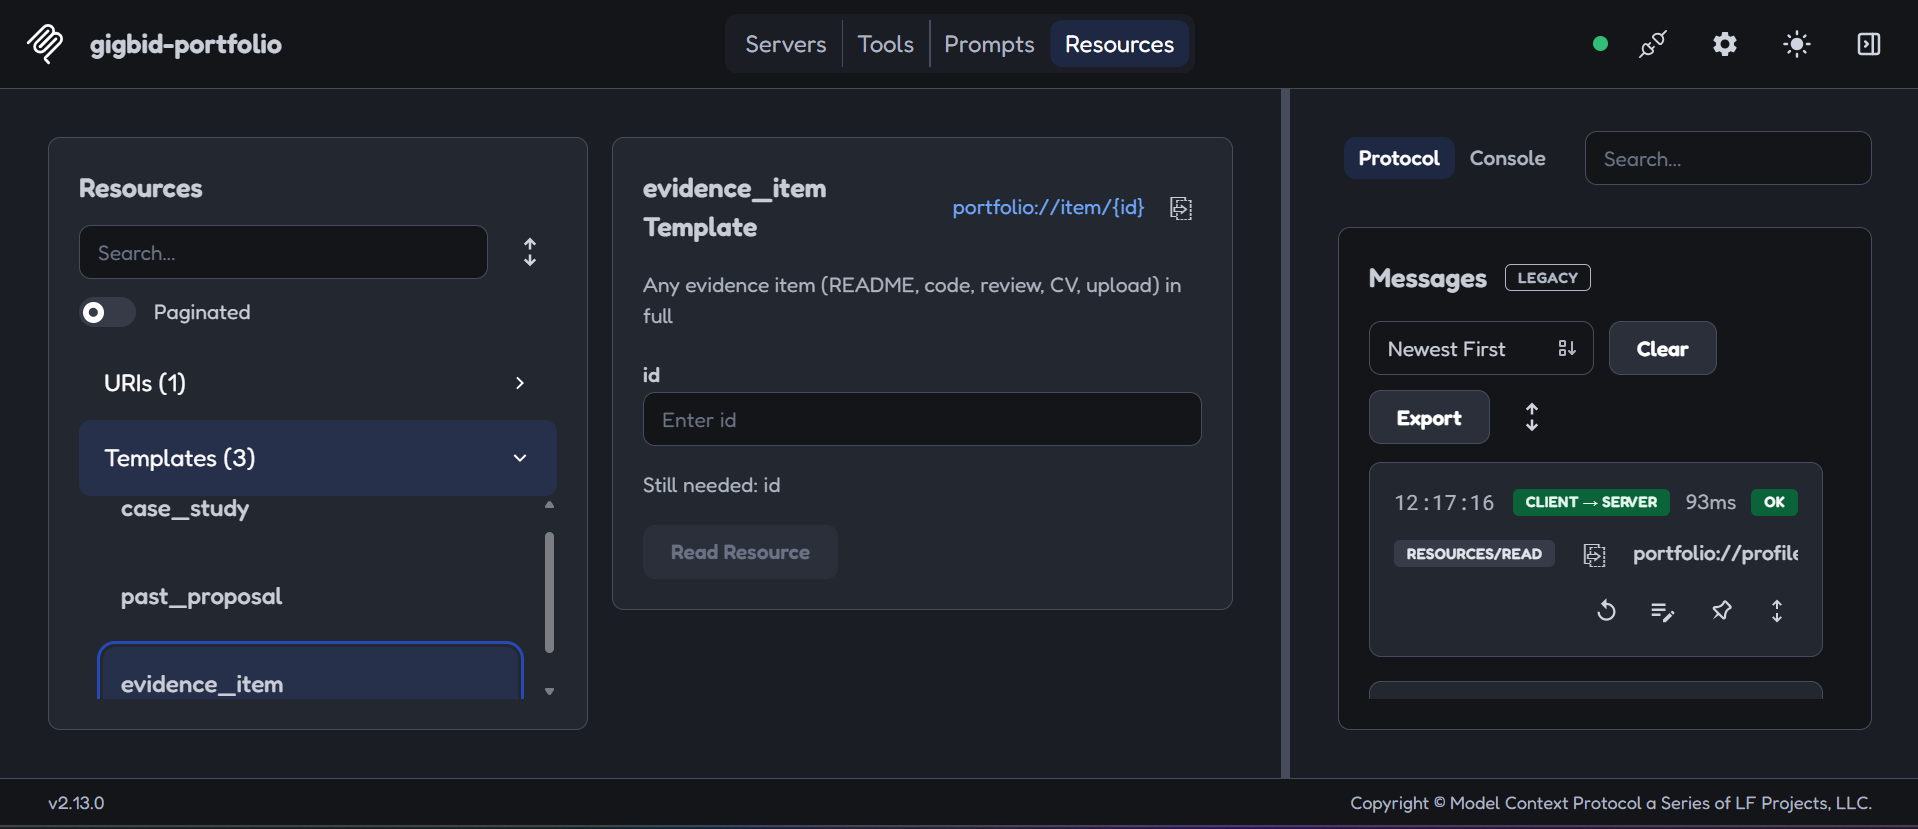 gigbid-portfolio
Servers
Tools
Prompts
Resources
Resources
Search...
Paginated
URIs (1)
Templates (3)
case_study
past_proposal
evidence_item
evidence_item
Template
portfolio://item/{id}
Any evidence item (README, code, review, CV, upload) in
full
id
Enter id
Still needed: id
Read Resource
Protocol
Console
Search...
Messages
LEGACY
Newest First
Clear
Export
12:17:16
CLIENT → SERVER
93ms
OK
RESOURCES/READ
portfolio://profile
v2.13.0
Copyright © Model Context Protocol a Series of LF Projects, LLC.